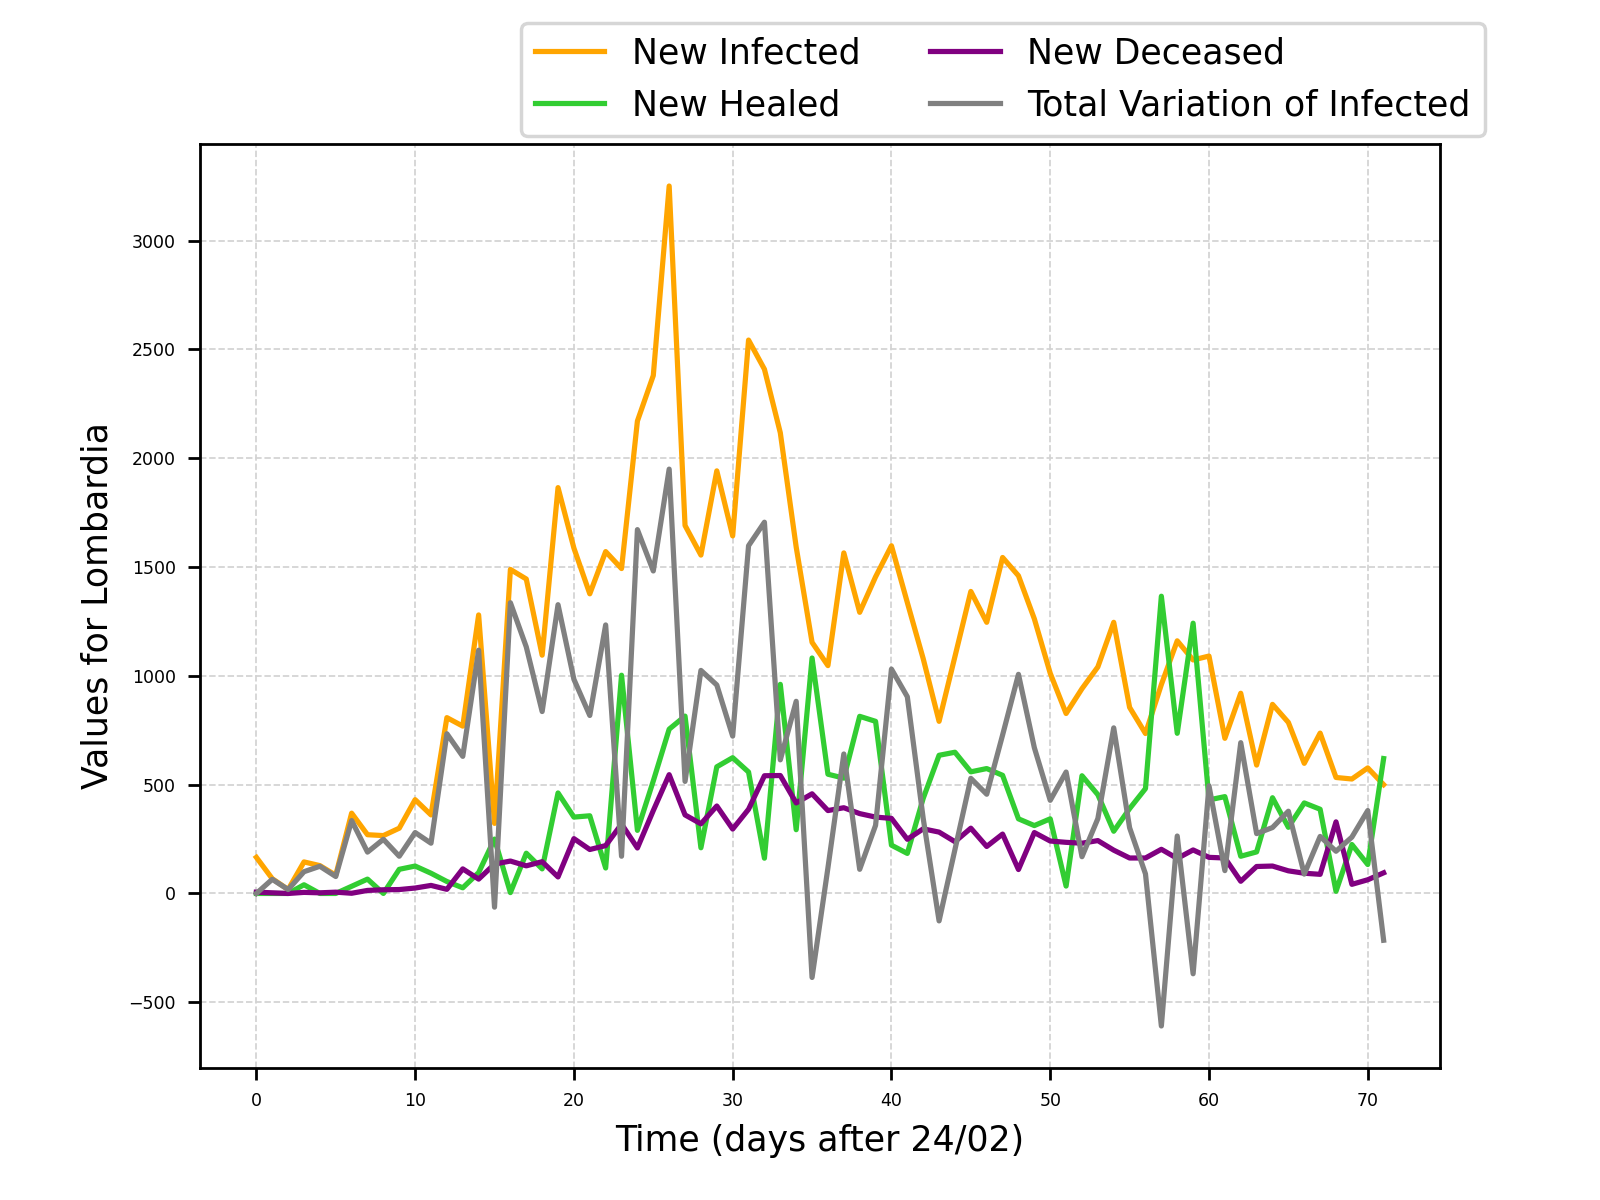 New Infected
New Healed
New Deceased
Total Variation of Infected
Values for Lombardia
3000
2500
2000
1500
1000
500
0
−500
0 10 20 30 40 50 60 70
Time (days after 24/02)